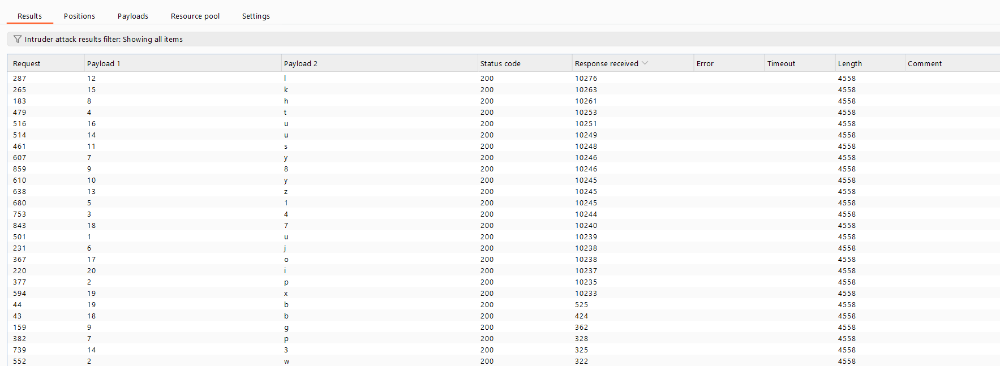 Results Positions Payloads Resource pool Settings
Intruder attack results filter: Showing all items
Request Payload 1 Payload 2 Status code Response received Error Timeout Length Comment
287 12 l 200 10276 4558
265 15 k 200 10263 4558
183 8 h 200 10261 4558
479 4 t 200 10253 4558
516 16 u 200 10251 4558
514 14 u 200 10249 4558
461 11 s 200 10248 4558
607 7 y 200 10246 4558
859 9 8 200 10246 4558
610 10 y 200 10245 4558
638 13 z 200 10245 4558
680 5 1 200 10245 4558
753 3 4 200 10244 4558
843 18 7 200 10240 4558
501 1 u 200 10239 4558
231 6 j 200 10238 4558
367 17 o 200 10238 4558
220 20 i 200 10237 4558
377 2 p 200 10235 4558
594 19 x 200 10233 4558
44 19 b 200 525 4558
43 18 b 200 424 4558
159 9 g 200 362 4558
382 7 p 200 328 4558
739 14 3 200 325 4558
552 2 w 200 322 4558